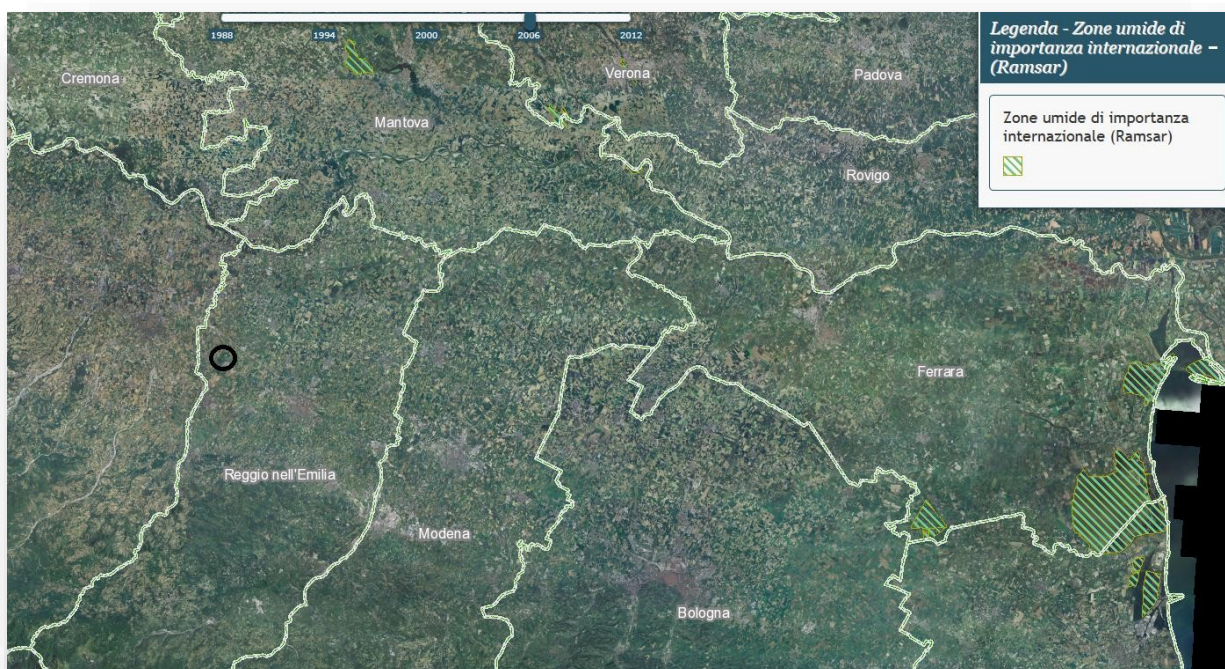 1988 1994 2000 2006 2012
Legenda - Zone umide di
importanza internazionale –
(Ramsar)
Zone umide di importanza
internazionale (Ramsar)
Cremona
Verona
Padova
Mantova
Rovigo
Ferrara
Reggio nell'Emilia
Modena
Bologna